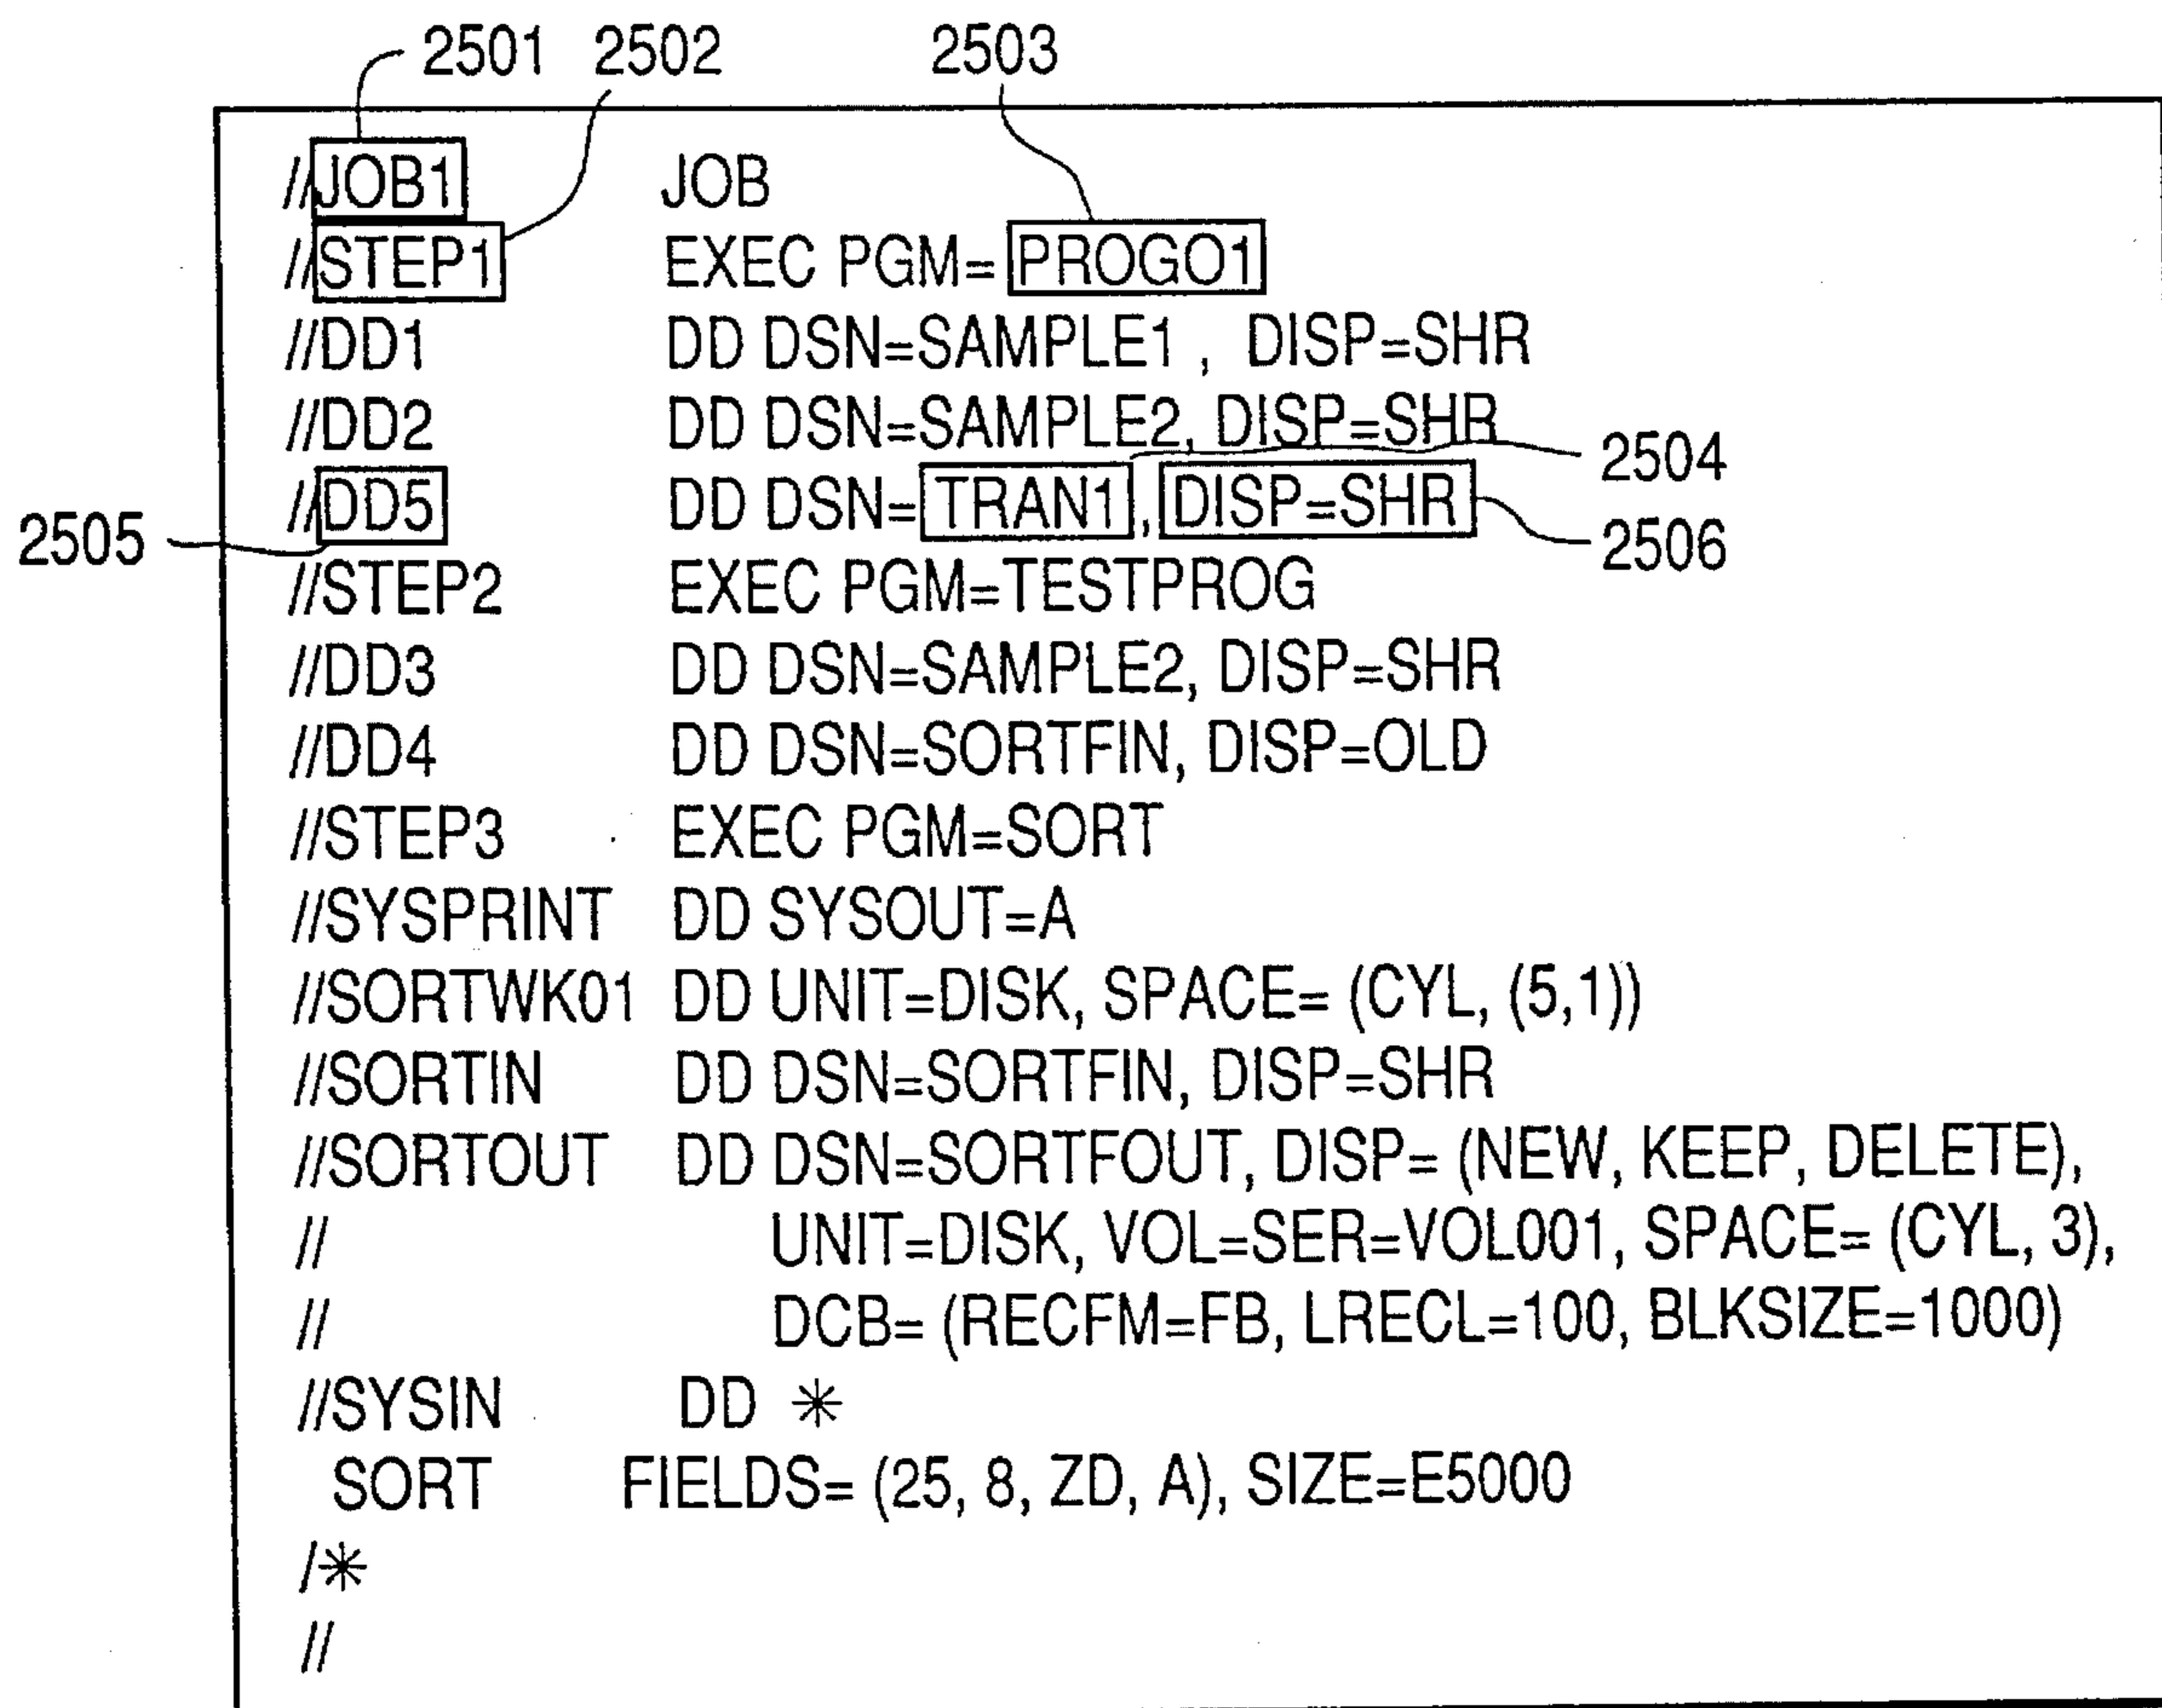 2501 2502 2503
//JOB1 JOB
//STEP1 EXEC PGM= PROGO1
//DD1 DD DSN=SAMPLE1 , DISP=SHR
//DD2 DD DSN=SAMPLE2, DISP=SHR
2504
//DD5 DD DSN= TRAN1, DISP=SHR
2505 2506
//STEP2 EXEC PGM=TESTPROG
//DD3 DD DSN=SAMPLE2, DISP=SHR
//DD4 DD DSN=SORTFIN, DISP=OLD
//STEP3 EXEC PGM=SORT
//SYSPRINT DD SYSOUT=A
//SORTWK01 DD UNIT=DISK, SPACE= (CYL, (5,1))
//SORTIN DD DSN=SORTFIN, DISP=SHR
//SORTOUT DD DSN=SORTFOUT, DISP= (NEW, KEEP, DELETE),
// UNIT=DISK, VOL=SER=VOL001, SPACE= (CYL, 3),
// DCB= (RECFM=FB, LRECL=100, BLKSIZE=1000)
//SYSIN DD *
SORT FIELDS= (25, 8, ZD, A), SIZE=E5000
/*
//